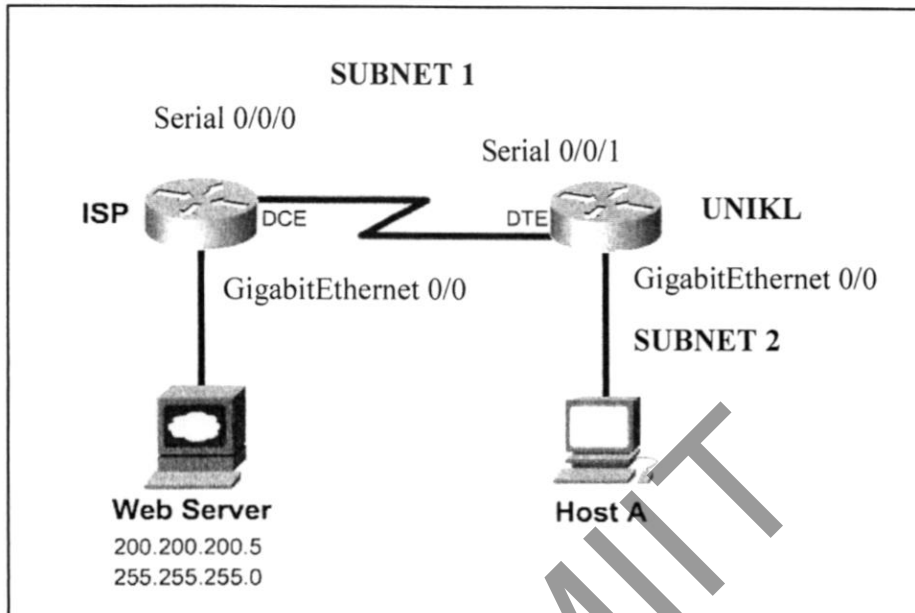 SUBNET 1
Serial 0/0/0
Serial 0/0/1
ISP
DCE
DTE
UNIKL
GigabitEthernet 0/0
GigabitEthernet 0/0
SUBNET 2
Web Server
200.200.200.5
255.255.255.0
Host A
MIIT